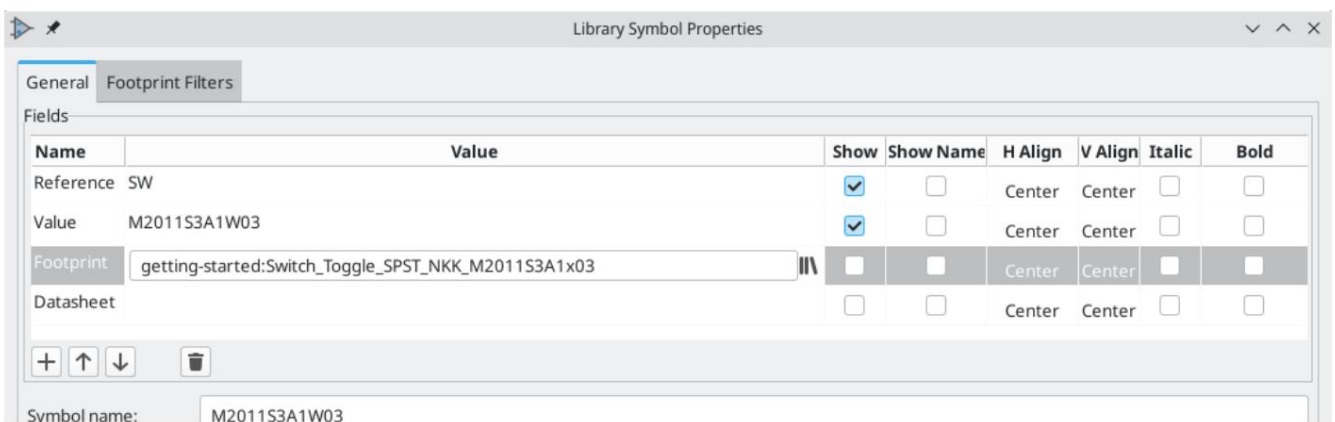 Library Symbol Properties
General Footprint Filters
Fields
Name Value Show Show Name H Align V Align Italic Bold
Reference SW Center Center
Value M2011S3A1W03 Center Center
Footprint getting-started:Switch_Toggle_SPST_NKK_M2011S3A1x03 Center Center
Datasheet Center Center
Symbol name: M2011S3A1W03